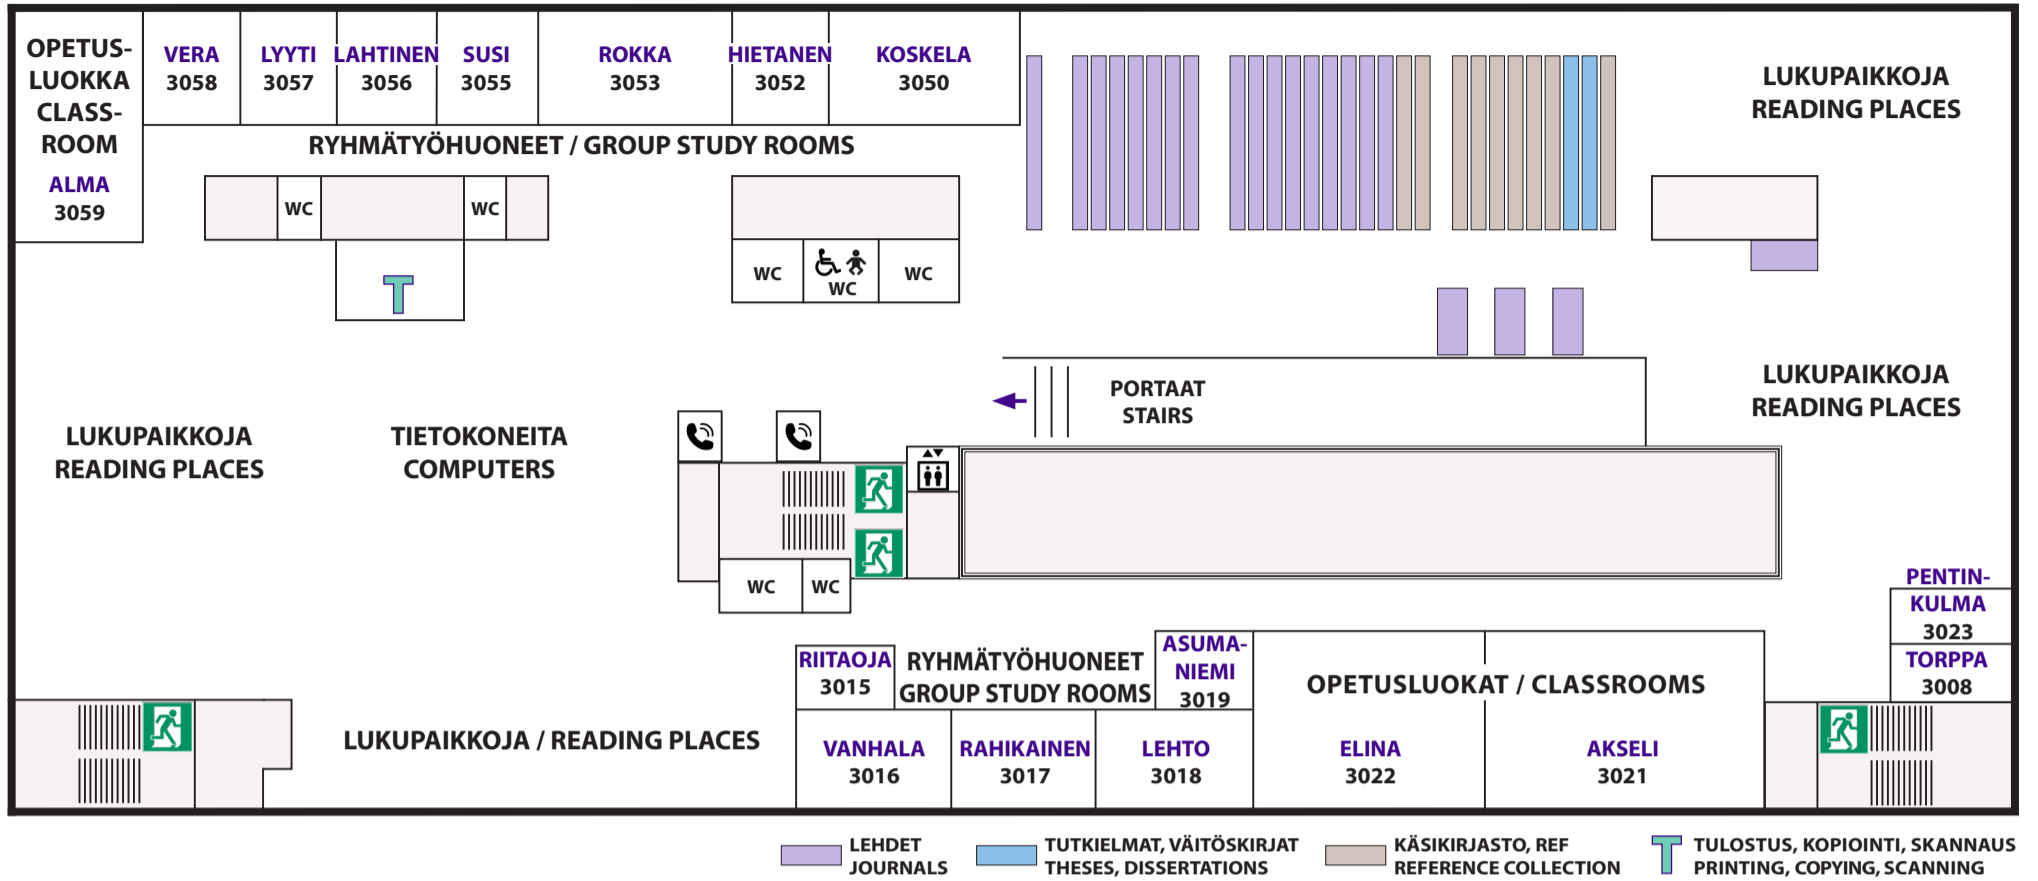 OPETUS-
LUOKKA
CLASS-
ROOM
ALMA
3059
VERA
3058
LYYTI
3057
LAHTINEN
3056
SUSI
3055
ROKKA
3053
HIETANEN
3052
KOSKELA
3050
RYHMÄTYÖHUONEET / GROUP STUDY ROOMS
LUKUPAIKKOJA
READING PLACES
WC
WC
T
WC
WC
WC
PORTAAT
STAIRS
LUKUPAIKKOJA
READING PLACES
LUKUPAIKKOJA
READING PLACES
TIETOKONEITA
COMPUTERS
WC
WC
PENTIN-
KULMA
3023
TORPPA
3008
RIITAOJA
3015
RYHMÄTYÖHUONEET
GROUP STUDY ROOMS
ASUMA-
NIEMI
3019
OPETUSLUOKAT / CLASSROOMS
LUKUPAIKKOJA / READING PLACES
VANHALA
3016
RAHIKAINEN
3017
LEHTO
3018
ELINA
3022
AKSELI
3021
LEHDET
JOURNALS
TUTKIELMAT, VÄITÖSKIRJAT
THESES, DISSERTATIONS
KÄSIKIRJASTO, REF
REFERENCE COLLECTION
T
TULOSTUS, KOPIOINTI, SKANNAUS
PRINTING, COPYING, SCANNING